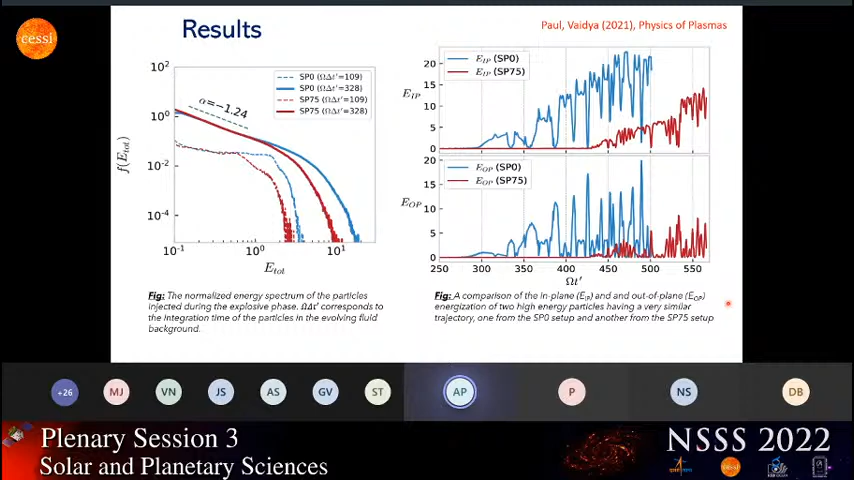 cessi
Results
Paul, Vaidya (2021), Physics of Plasmas
10²
10⁰
10⁻²
10⁻⁴
f(E_tot)
α=−1.24
SP0 (ΩΔt'=109)
SP0 (ΩΔt'=328)
SP75 (ΩΔt'=109)
SP75 (ΩΔt'=328)
10⁻¹ 10⁰ 10¹
E_tot
Fig: The normalized energy spectrum of the particles
injected during the explosive phase. ΩΔt' corresponds to
the integration time of the particles in the evolving fluid
background.
E_IP
20
15
10
5
0
E_IP (SP0)
E_IP (SP75)
E_OP
20
15
10
5
0
E_OP (SP0)
E_OP (SP75)
250 300 350 400 450 500 550
Ωt'
Fig: A comparison of the in-plane (E_IP) and and out-of-plane (E_OP)
energization of two high energy particles having a very similar
trajectory, one from the SP0 setup and another from the SP75 setup
+26 MJ VN JS AS GV ST AP P NS DB
Plenary Session 3
Solar and Planetary Sciences
NSSS 2022
cessi